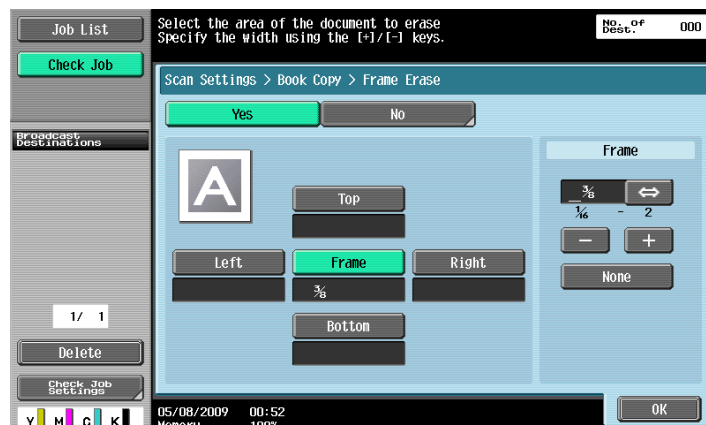 Job List
Select the area of the document to erase
Specify the width using the [+]/[-] keys.
No. of
Dest.
000
Check Job
Scan Settings > Book Copy > Frame Erase
Yes
No
Broadcast
Destinations
Frame
A
Top
3/8
⇔
1/16 - 2
− +
Left
Frame
Right
None
3/8
1/ 1
Bottom
Delete
Check Job
Settings
Y M C K
05/08/2009 00:52
Memory 100%
OK